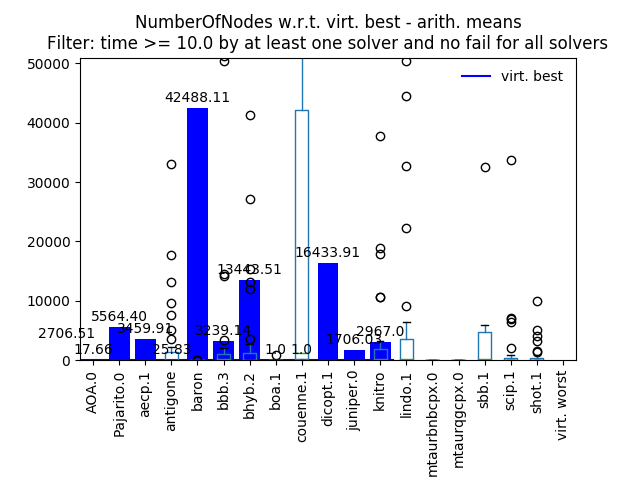 NumberOfNodes w.r.t. virt. best - arith. means
Filter: time >= 10.0 by at least one solver and no fail for all solvers
virt. best
50000
40000
30000
20000
10000
0
42488.11
16433.91
13443.51
5564.40
3459.91
2706.51
3239.14
2967.0
1706.03
17.66
1.0
1.0
AOA.0
Pajarito.0
aecp.1
antigone
baron
bbb.3
bhyb.2
boa.1
couenne.1
dicopt.1
juniper.0
knitro
lindo.1
mtaurbnbcpx.0
mtaurqgcpx.0
sbb.1
scip.1
shot.1
virt. worst